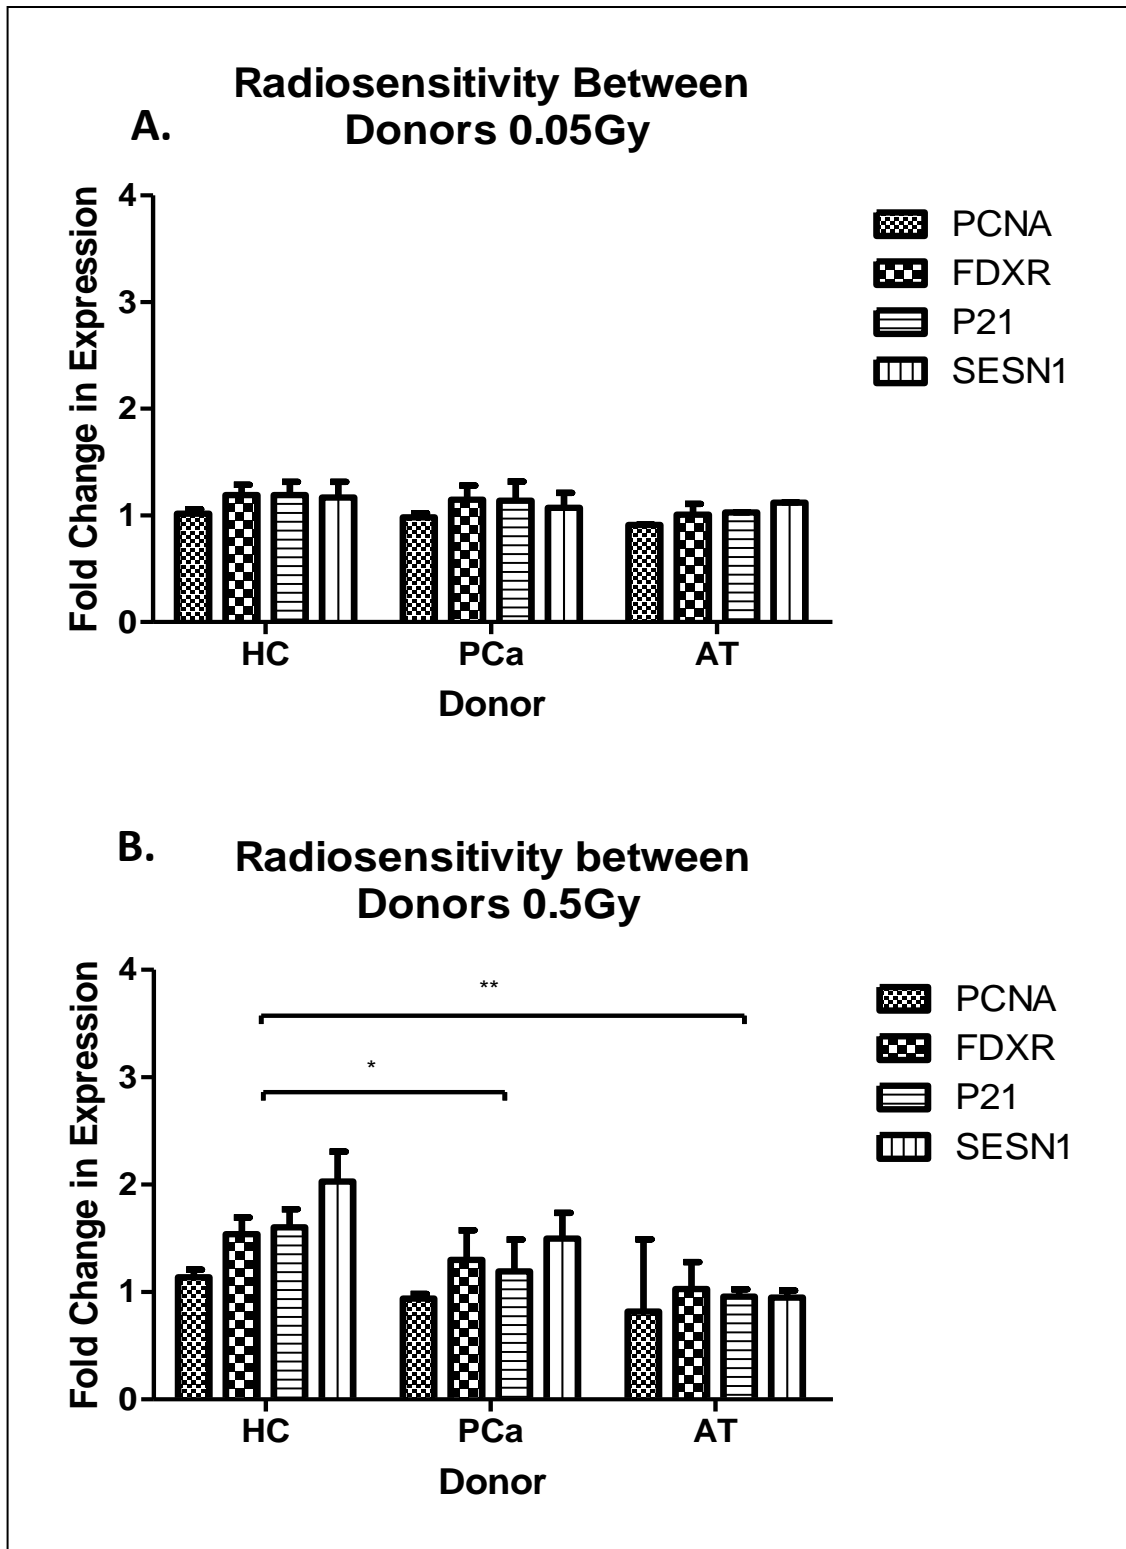 A.
Radiosensitivity Between
Donors 0.05Gy
Fold Change in Expression
4
3
2
1
0
HC PCa AT
Donor
PCNA
FDXR
P21
SESN1
B.
Radiosensitivity between
Donors 0.5Gy
Fold Change in Expression
4
3
2
1
0
**
*
HC PCa AT
Donor
PCNA
FDXR
P21
SESN1